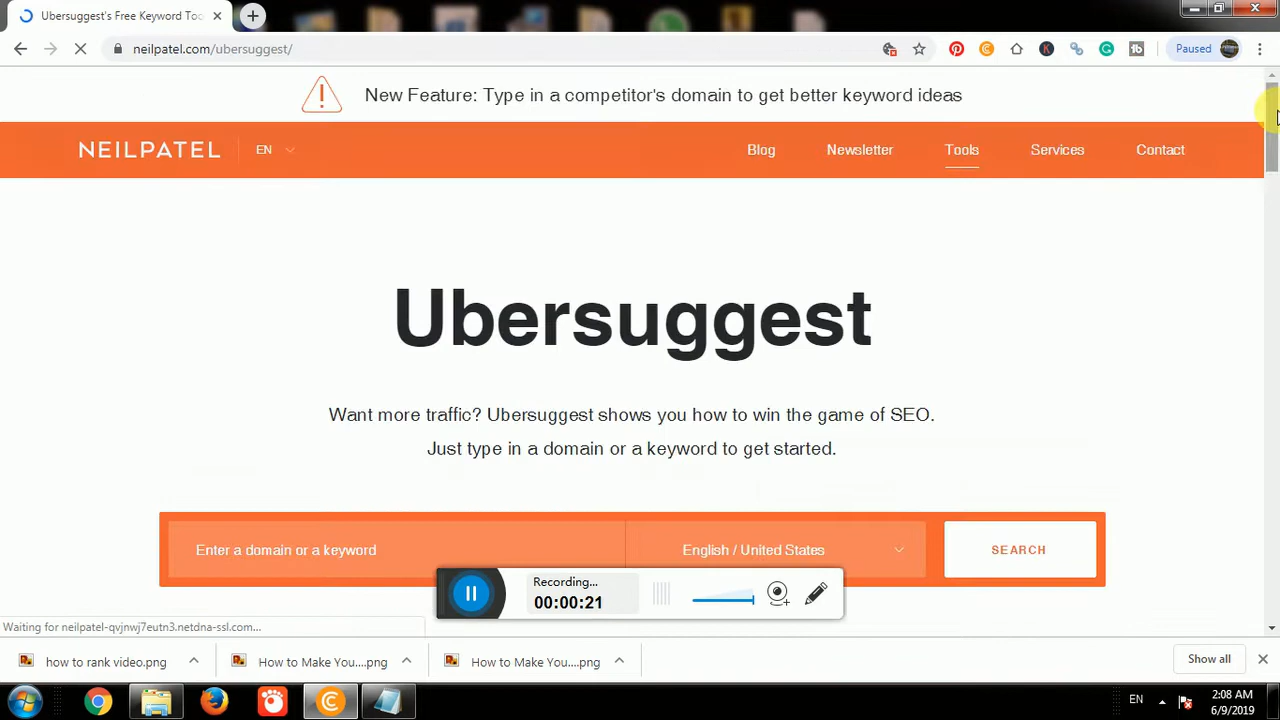 Ubersuggest's Free Keyword Too
neilpatel.com/ubersuggest/
Paused
New Feature: Type in a competitor's domain to get better keyword ideas
NEILPATEL
EN
Blog
Newsletter
Tools
Services
Contact
Ubersuggest
Want more traffic? Ubersuggest shows you how to win the game of SEO.
Just type in a domain or a keyword to get started.
Enter a domain or a keyword
English / United States
SEARCH
Recording...
00:00:21
Waiting for neilpatel-qvjnwj7eutn3.netdna-ssl.com...
how to rank video.png
How to Make You....png
How to Make You....png
Show all
EN
2:08 AM
6/9/2019